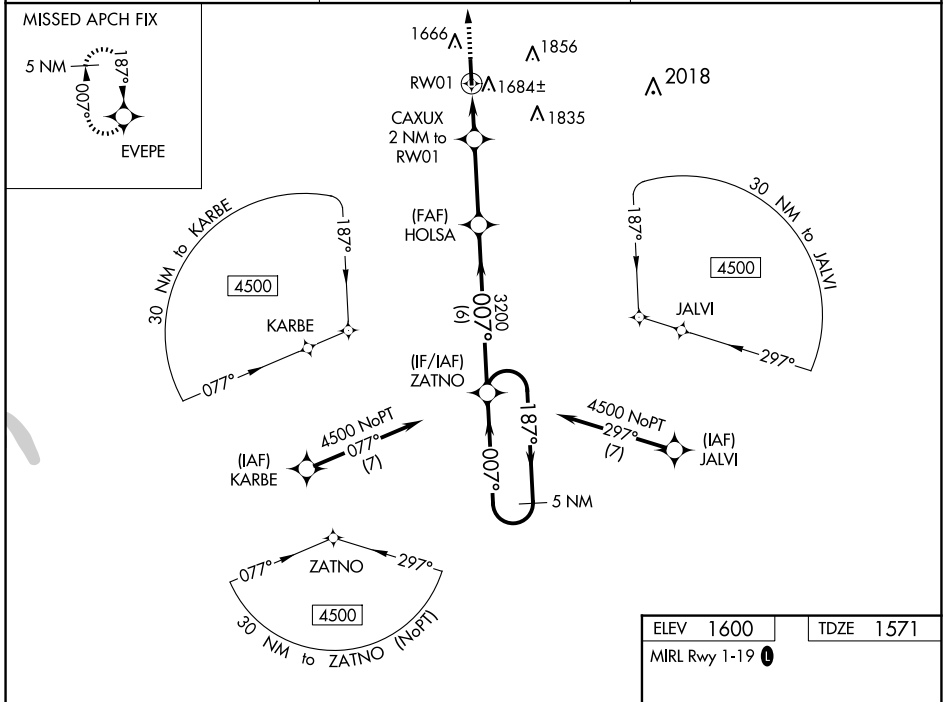 MISSED APCH FIX
5 NM
187°
007°
EVEPE
1666
1856
RW01
1684±
2018
1835
CAXUX
2 NM to
RW01
(FAF)
HOLSA
30 NM to KARBE
187°
4500
KARBE
077°
30 NM to JALVI
187°
4500
JALVI
297°
3200
007°
(6)
(IF/IAF)
ZATNO
187°
007°
5 NM
4500 NoPT
077°
(7)
(IAF)
KARBE
4500 NoPT
297°
(7)
(IAF)
JALVI
077°
297°
ZATNO
4500
30 NM to ZATNO (NoPT)
ELEV 1600
TDZE 1571
MIRL Rwy 1-19 L